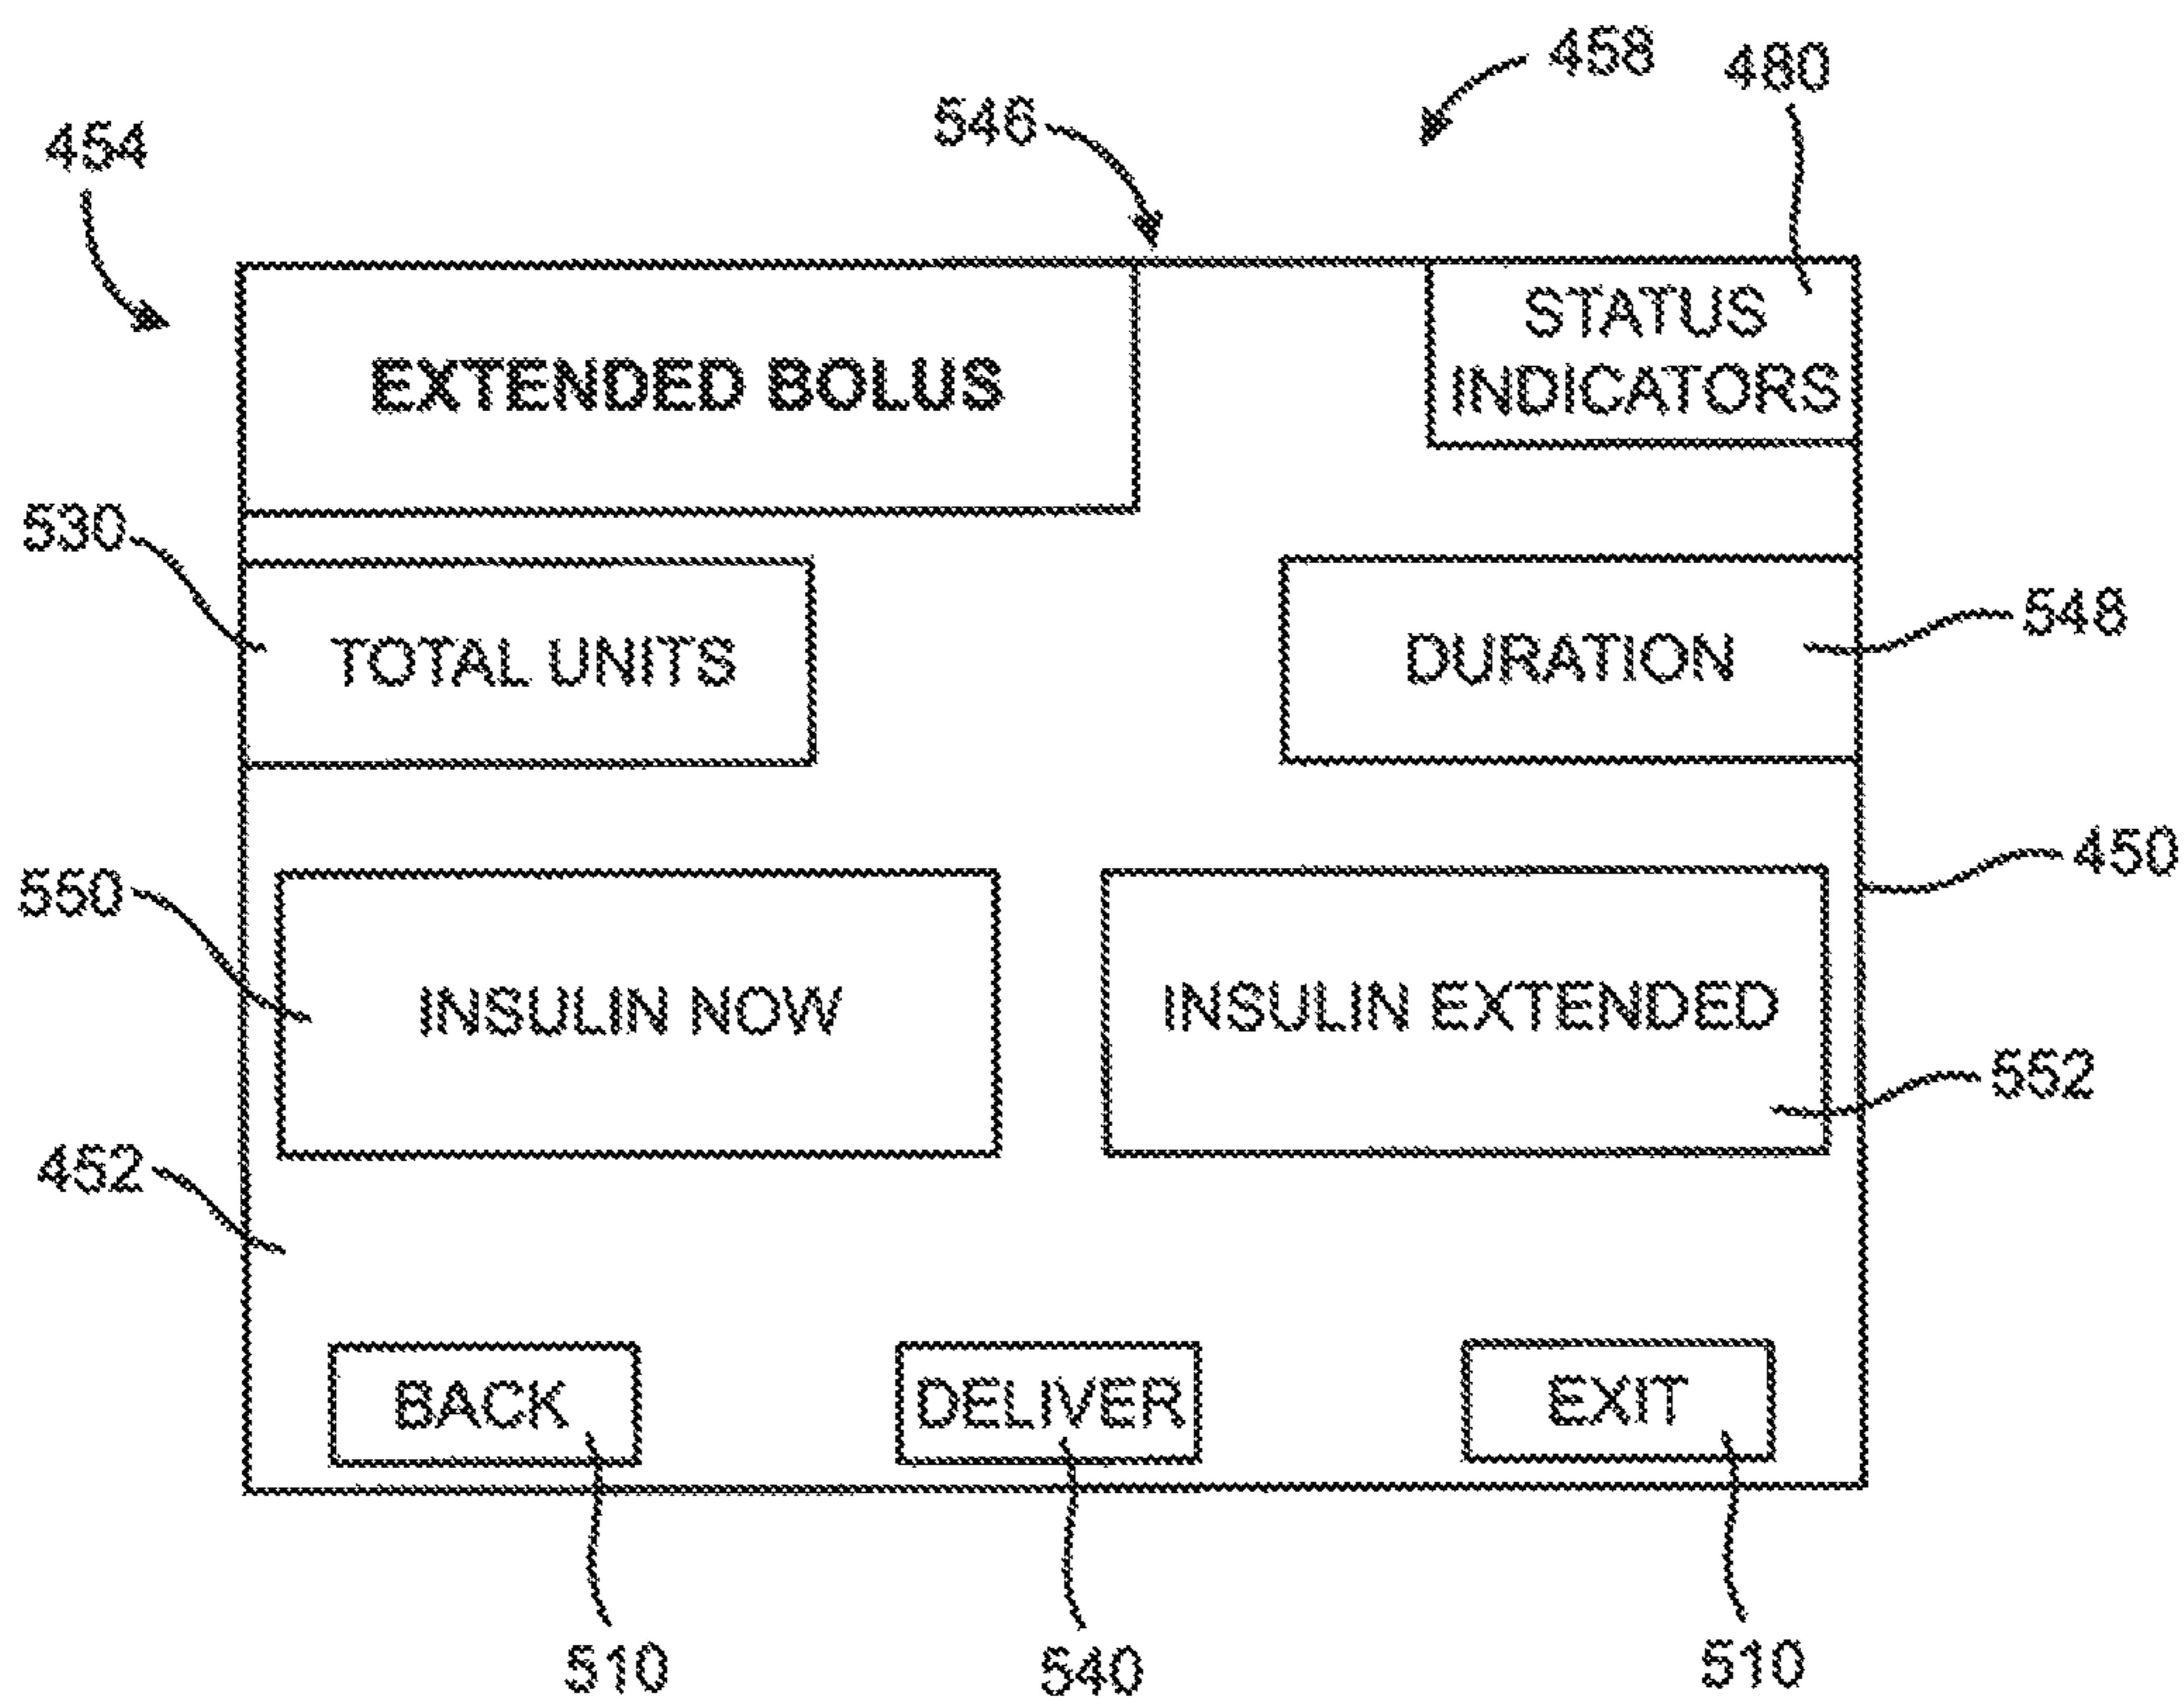 458
480
546
454
EXTENDED BOLUS
STATUS
INDICATORS
530
TOTAL UNITS
DURATION
548
450
550
INSULIN NOW
INSULIN EXTENDED
552
452
BACK
DELIVER
EXIT
510
540
510